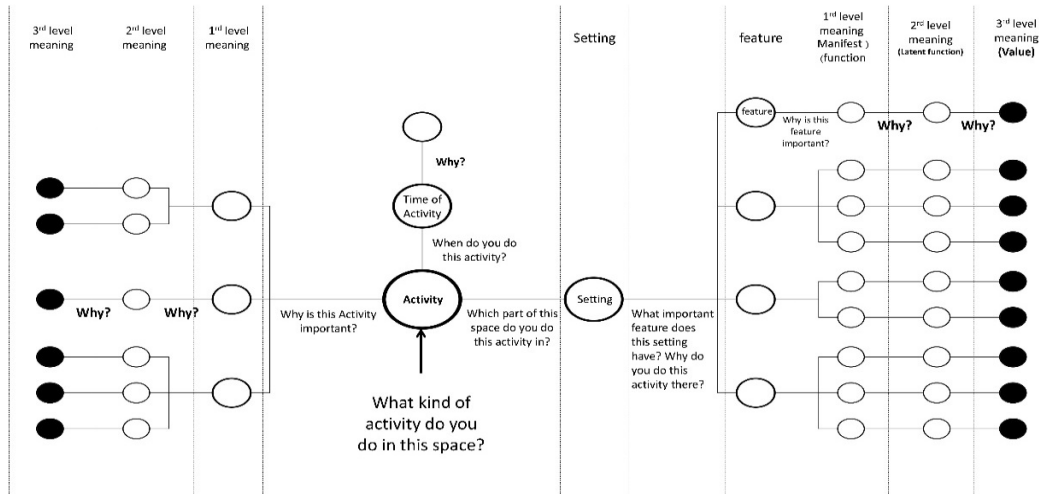 3rd level
meaning
2nd level
meaning
1rd level
meaning
Setting
feature
1rd level
meaning
Manifest )
(function
2nd level
meaning
(Latent function)
3rd level
meaning
(Value)
feature
Why is this
feature
important?
Why?
Why?
Why?
Time of
Activity
When do you do
this activity?
Why?
Why?
Why is this Activity
important?
Activity
Which part of this
space do you do
this activity in?
Setting
What important
feature does
this setting
have? Why do
you do this
activity there?
What kind of
activity do you
do in this space?